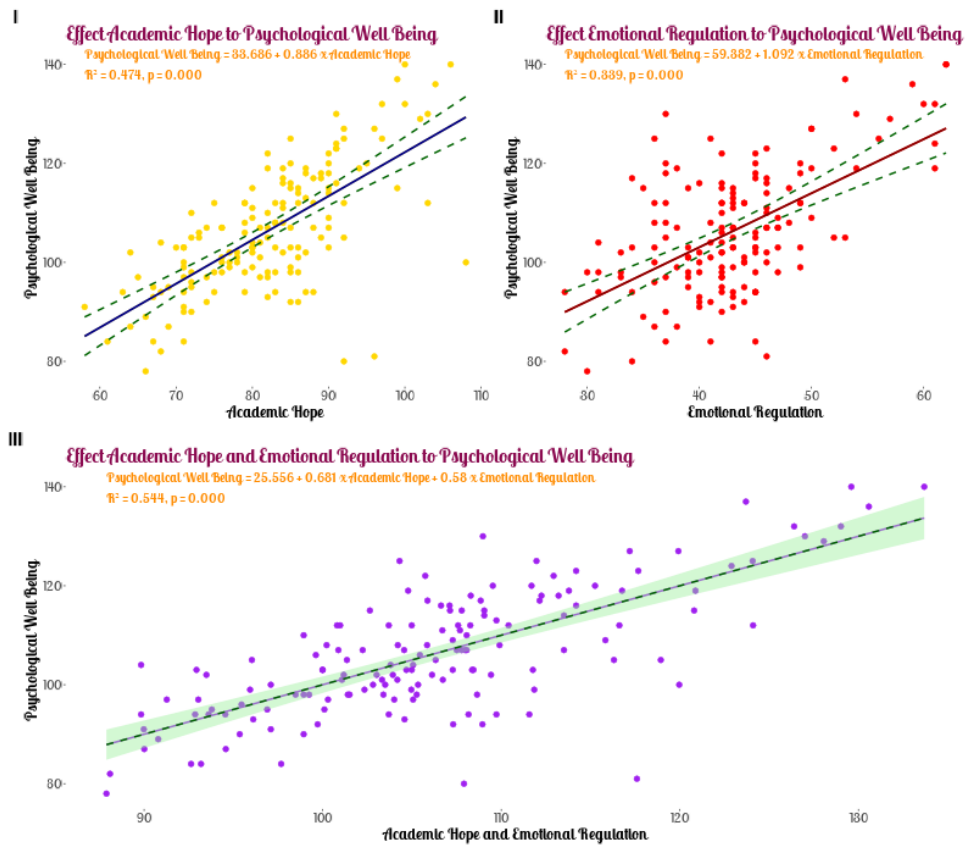 I
Effect Academic Hope to Psychological Well Being
Psychological Well Being = 33.686 + 0.886 x Academic Hope
R² = 0.474, p = 0.000
140
120
100
80
Psychological Well Being
60 70 80 90 100 110
Academic Hope
II
Effect Emotional Regulation to Psychological Well Being
Psychological Well Being = 59.382 + 1.092 x Emotional Regulation
R² = 0.339, p = 0.000
140
120
100
80
Psychological Well Being
30 40 50 60
Emotional Regulation
III
Effect Academic Hope and Emotional Regulation to Psychological Well Being
Psychological Well Being = 25.556 + 0.681 x Academic Hope + 0.58 x Emotional Regulation
R² = 0.544, p = 0.000
140
120
100
80
Psychological Well Being
90 100 110 120 130
Academic Hope and Emotional Regulation